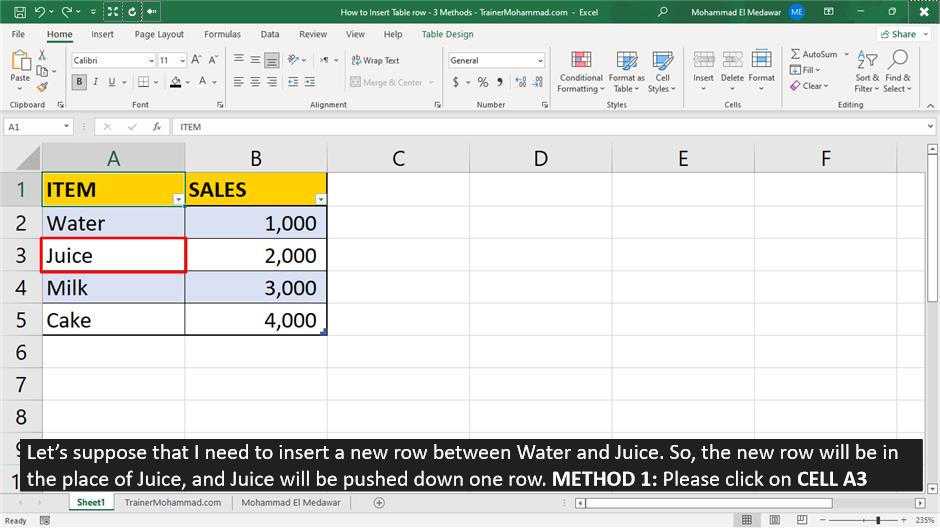 How to Insert Table row - 3 Methods - TrainerMohammad.com - Excel
Mohammad El Medawar ME
File Home Insert Page Layout Formulas Data Review View Help Table Design Share
Paste
Clipboard
Calibri 11
B I U
Font
Wrap Text
Merge & Center
Alignment
General
$ % 9
Number
Conditional Formatting
Format as Table
Cell Styles
Styles
Insert
Delete
Format
Cells
AutoSum
Fill
Clear
Sort & Filter
Find & Select
Editing
A1 fx ITEM
A B C D E F
1 ITEM SALES
2 Water 1,000
3 Juice 2,000
4 Milk 3,000
5 Cake 4,000
6
7
8
Let's suppose that I need to insert a new row between Water and Juice. So, the new row will be in
the place of Juice, and Juice will be pushed down one row. METHOD 1: Please click on CELL A3
Sheet1 TrainerMohammad.com Mohammad El Medawar
Ready 235%